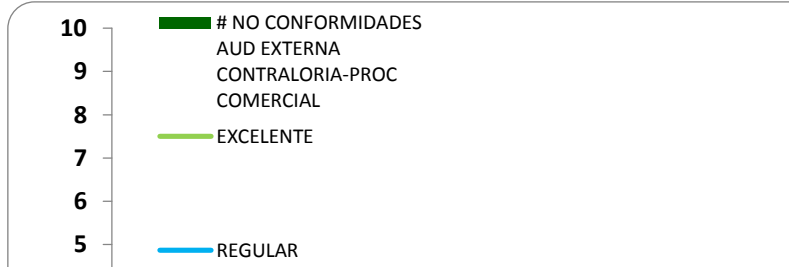 10
# NO CONFORMIDADES
AUD EXTERNA
9
CONTRALORIA-PROC
COMERCIAL
8
EXCELENTE
7
6
5
REGULAR